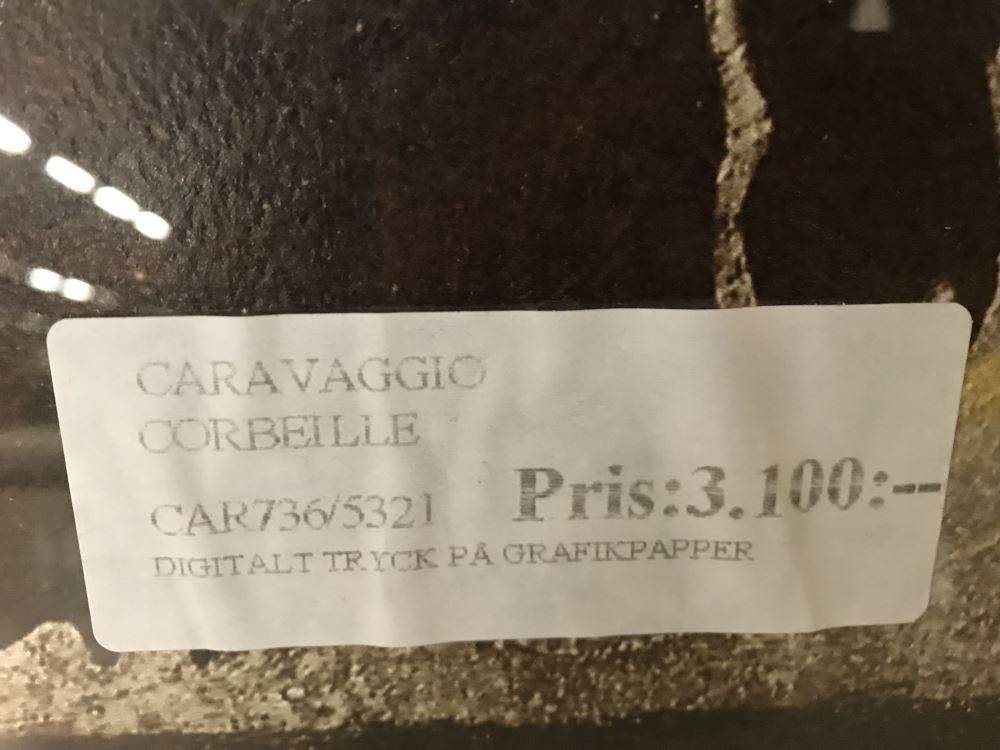 CARAVAGGIO
CORBEILLE
CAR736/5321 Pris:3.100:--
DIGITALT TRYCK PÅ GRAFIKPAPPER